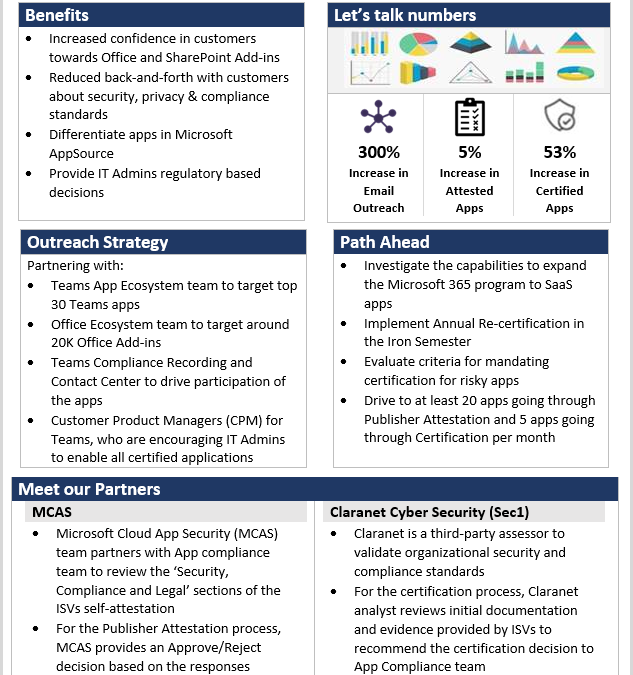 Benefits
Increased confidence in customers
towards Office and SharePoint Add-ins
Reduced back-and-forth with customers
about security, privacy & compliance
standards
Differentiate apps in Microsoft
AppSource
Provide IT Admins regulatory based
decisions
Let's talk numbers
300%
Increase in
Email
Outreach
5%
Increase in
Attested
Apps
53%
Increase in
Certified
Apps
Outreach Strategy
Partnering with:
Teams App Ecosystem team to target top
30 Teams apps
Office Ecosystem team to target around
20K Office Add-ins
Teams Compliance Recording and
Contact Center to drive participation of
the apps
Customer Product Managers (CPM) for
Teams, who are encouraging IT Admins
to enable all certified applications
Path Ahead
Investigate the capabilities to expand
the Microsoft 365 program to SaaS
apps
Implement Annual Re-certification in
the Iron Semester
Evaluate criteria for mandating
certification for risky apps
Drive to at least 20 apps going through
Publisher Attestation and 5 apps going
through Certification per month
Meet our Partners
MCAS
Microsoft Cloud App Security (MCAS)
team partners with App compliance
team to review the ‘Security,
Compliance and Legal’ sections of the
ISVs self-attestation
For the Publisher Attestation process,
MCAS provides an Approve/Reject
decision based on the responses
Claranet Cyber Security (Sec1)
Claranet is a third-party assessor to
validate organizational security and
compliance standards
For the certification process, Claranet
analyst reviews initial documentation
and evidence provided by ISVs to
recommend the certification decision to
App Compliance team